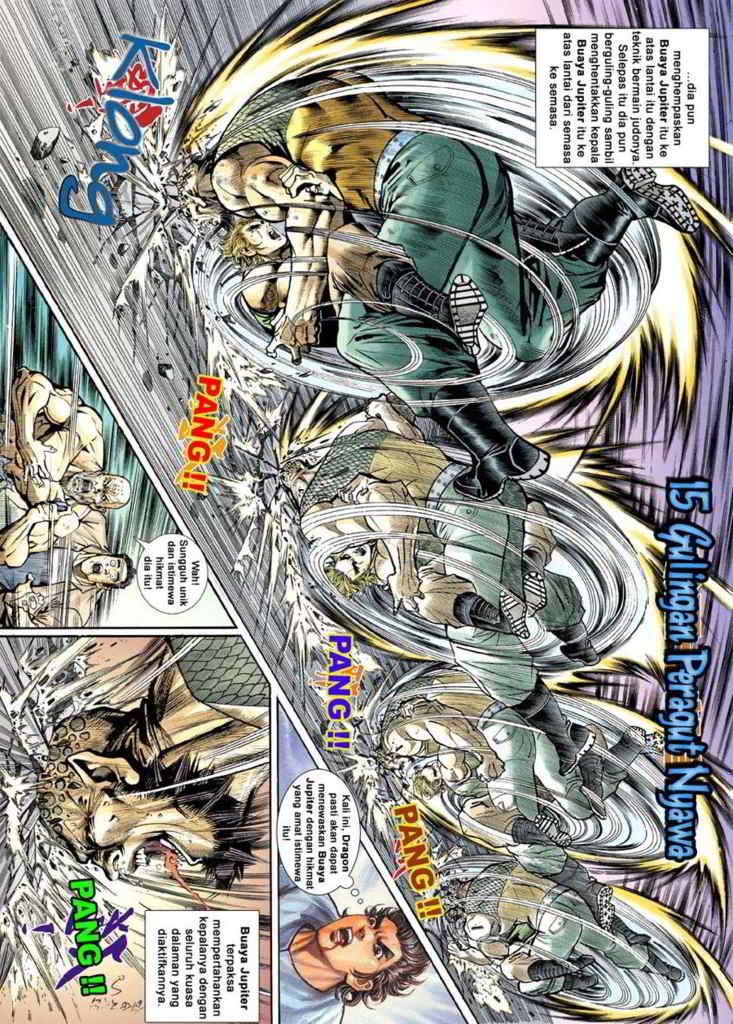 ...dia pun
menghempaskan
Buaya Jupiter itu ke
atas lantai itu dengan
teknik bermain judonya.
Selepas itu dia pun
berguling-guling sambil
menghentakkan kepala
Buaya Jupiter itu ke
atas lantai dari semasa
ke semasa.
15 Gulingan Peragut Nyawa
Klong
PANG !!
PANG !!
PANG !!
Wah!
Sungguh unik
dan istimewa
hikmat
dia itu!
Kali ini, Dragon
pasti akan dapat
menewaskan Buaya
Jupiter dengan hikmat
yang amat istimewa
itu!
Buaya Jupiter
terpaksa
mempertahankan
kepalanya dengan
seluruh kuasa
dalaman yang
diaktifkannya.
PANG !!